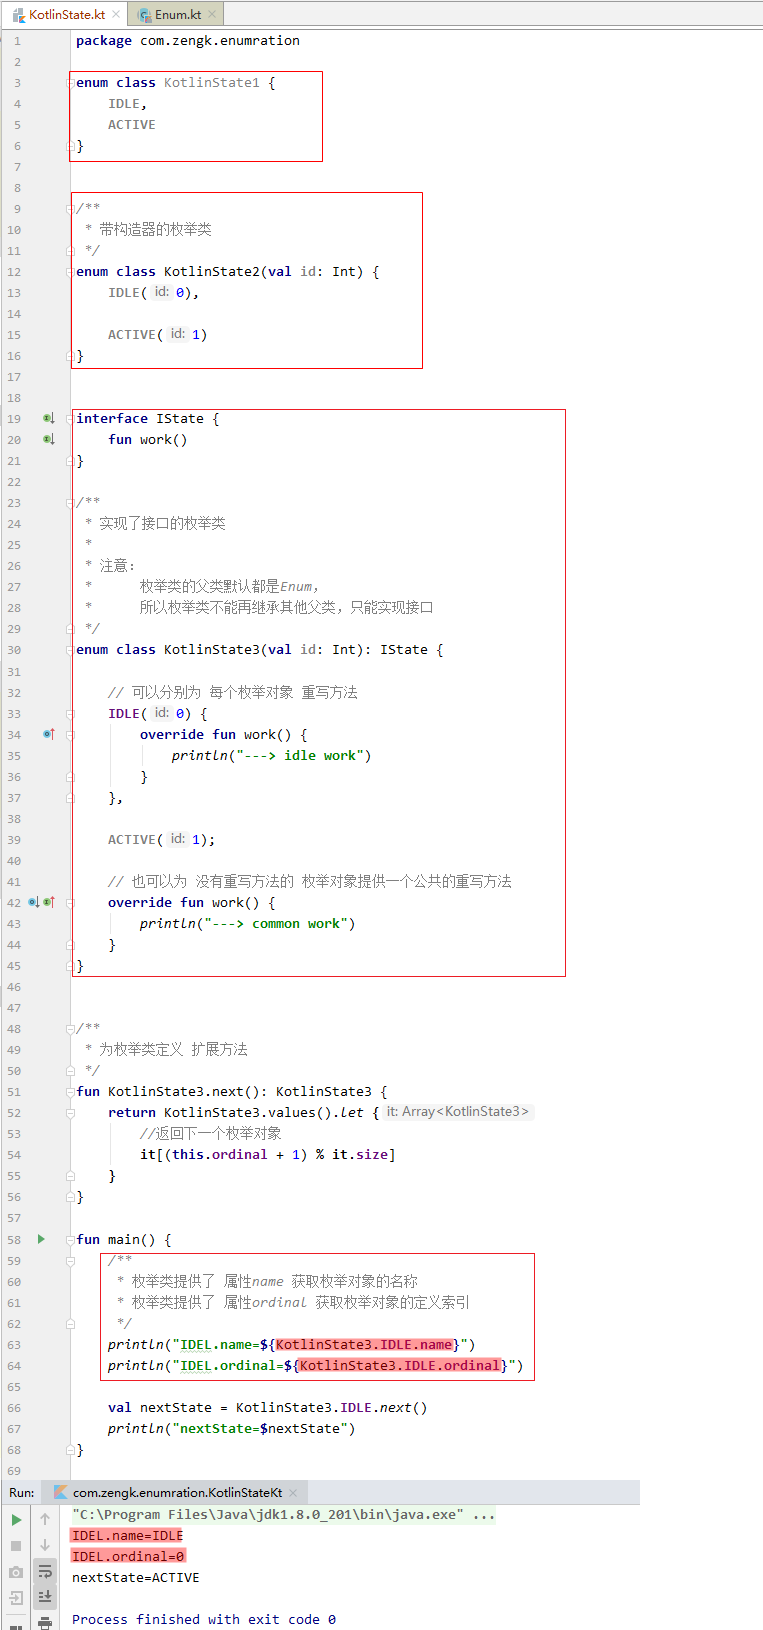 KotlinState.kt × Enum.kt ×
1 package com.zengk.enumration
2
3 enum class KotlinState1 {
4 IDLE,
5 ACTIVE
6 }
7
8
9 /**
10 * 带构造器的枚举类
11 */
12 enum class KotlinState2(val id: Int) {
13 IDLE( id: 0),
14
15 ACTIVE( id: 1)
16 }
17
18
19 interface IState {
20 fun work()
21 }
22
23 /**
24 * 实现了接口的枚举类
25 *
26 * 注意：
27 * 枚举类的父类默认都是Enum，
28 * 所以枚举类不能再继承其他父类，只能实现接口
29 */
30 enum class KotlinState3(val id: Int): IState {
31
32 // 可以分别为 每个枚举对象 重写方法
33 IDLE( id: 0) {
34 override fun work() {
35 println("---> idle work")
36 }
37 },
38
39 ACTIVE( id: 1);
40
41 // 也可以为 没有重写方法的 枚举对象提供一个公共的重写方法
42 override fun work() {
43 println("---> common work")
44 }
45 }
46
47
48 /**
49 * 为枚举类定义 扩展方法
50 */
51 fun KotlinState3.next(): KotlinState3 {
52 return KotlinState3.values().let { it: Array<KotlinState3>
53 //返回下一个枚举对象
54 it[(this.ordinal + 1) % it.size]
55 }
56 }
57
58 fun main() {
59 /**
60 * 枚举类提供了 属性name 获取枚举对象的名称
61 * 枚举类提供了 属性ordinal 获取枚举对象的定义索引
62 */
63 println("IDEL.name=${KotlinState3.IDLE.name}")
64 println("IDEL.ordinal=${KotlinState3.IDLE.ordinal}")
65
66 val nextState = KotlinState3.IDLE.next()
67 println("nextState=$nextState")
68 }
69
Run: com.zengk.enumration.KotlinStateKt ×
"C:\Program Files\Java\jdk1.8.0_201\bin\java.exe" ...
IDEL.name=IDLE
IDEL.ordinal=0
nextState=ACTIVE
Process finished with exit code 0